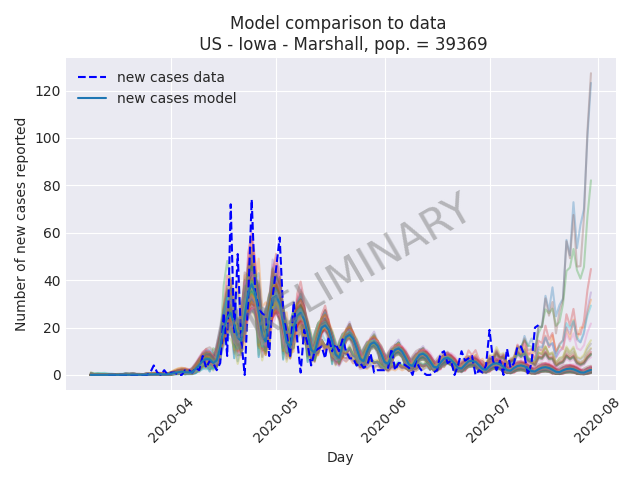 Model comparison to data
US - Iowa - Marshall, pop. = 39369
new cases data
new cases model
Number of new cases reported
120
100
80
60
40
20
0
PRELIMINARY
2020-04
2020-05
2020-06
2020-07
2020-08
Day